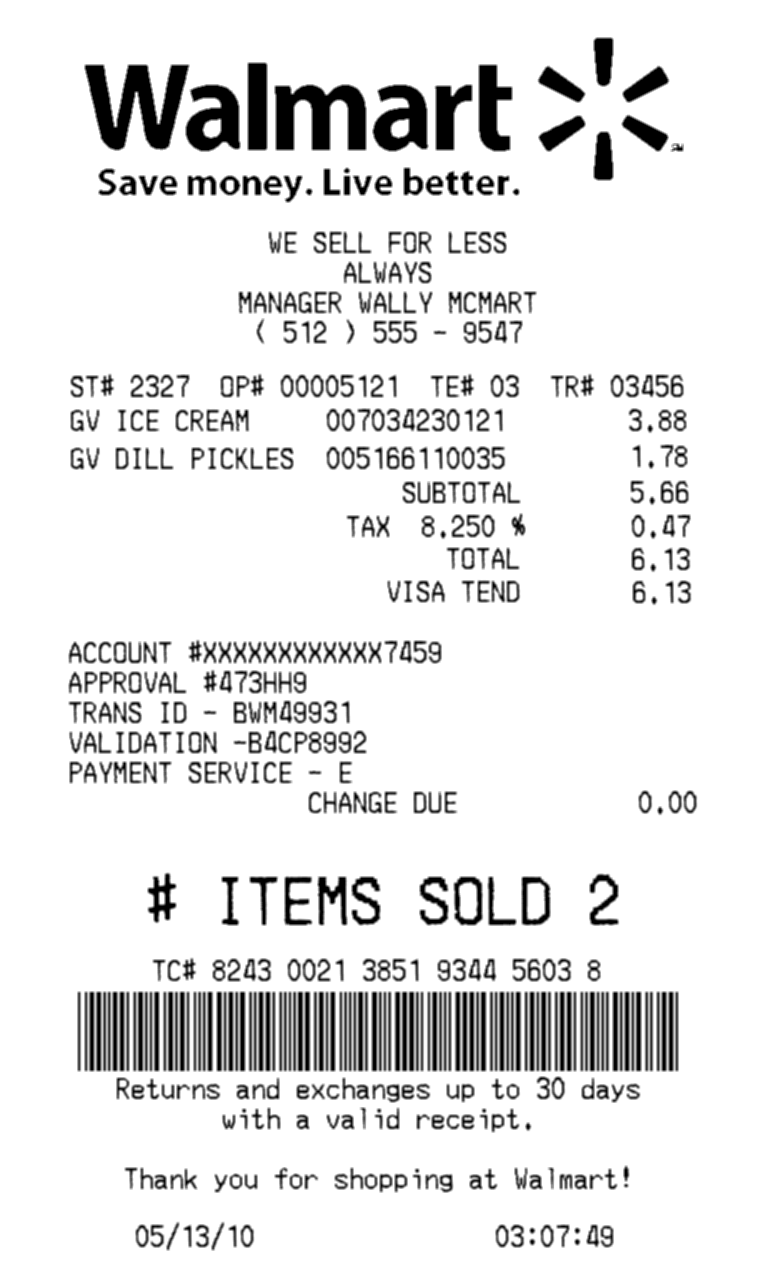 Walmart
Save money. Live better.
WE SELL FOR LESS
ALWAYS
MANAGER WALLY MCMART
( 512 ) 555 - 9547
ST# 2327 OP# 00005121 TE# 03 TR# 03456
GV ICE CREAM 007034230121 3.88
GV DILL PICKLES 005166110035 1.78
SUBTOTAL 5.66
TAX 8.250 % 0.47
TOTAL 6.13
VISA TEND 6.13
ACCOUNT #XXXXXXXXXXXX7459
APPROVAL #473HH9
TRANS ID - BWM49931
VALIDATION -B4CP8992
PAYMENT SERVICE - E
CHANGE DUE 0.00
# ITEMS SOLD 2
TC# 8243 0021 3851 9344 5603 8
Returns and exchanges up to 30 days
with a valid receipt.
Thank you for shopping at Walmart!
05/13/10 03:07:49